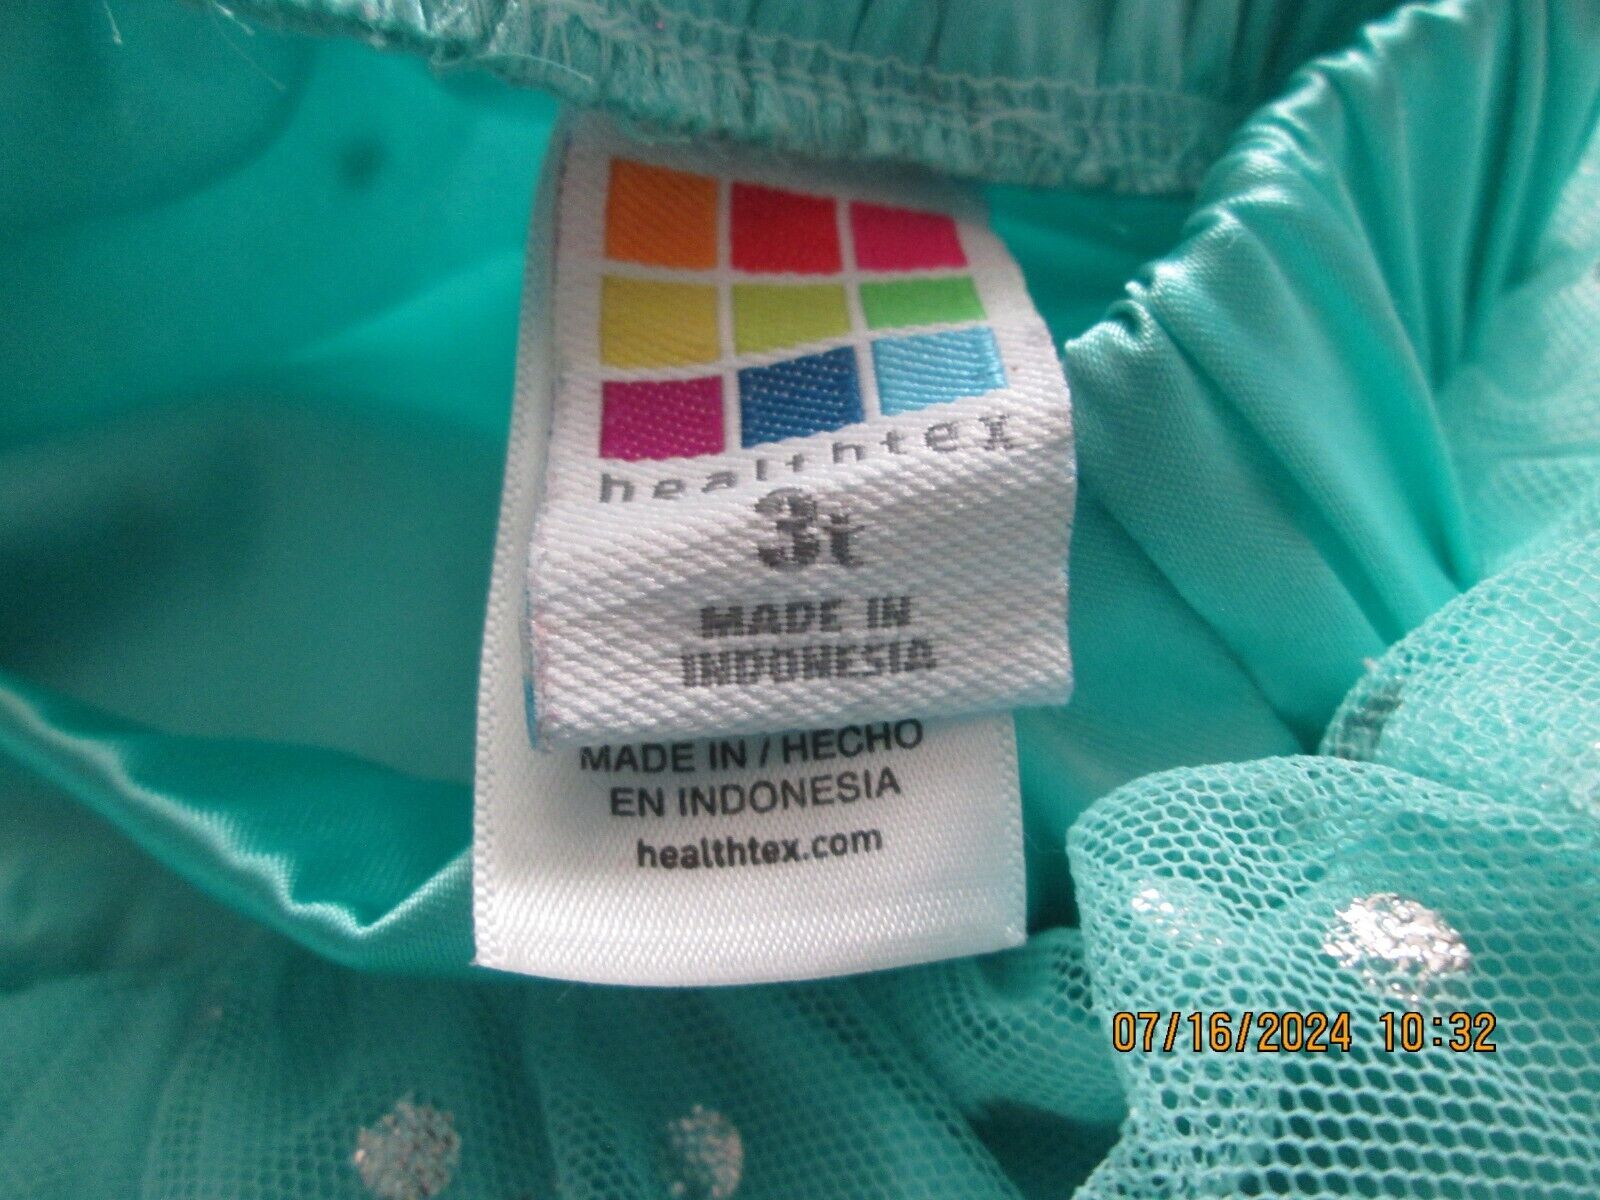 healthtex
3t
MADE IN
INDONESIA
MADE IN / HECHO
EN INDONESIA
healthtex.com
07/16/2024 10:32